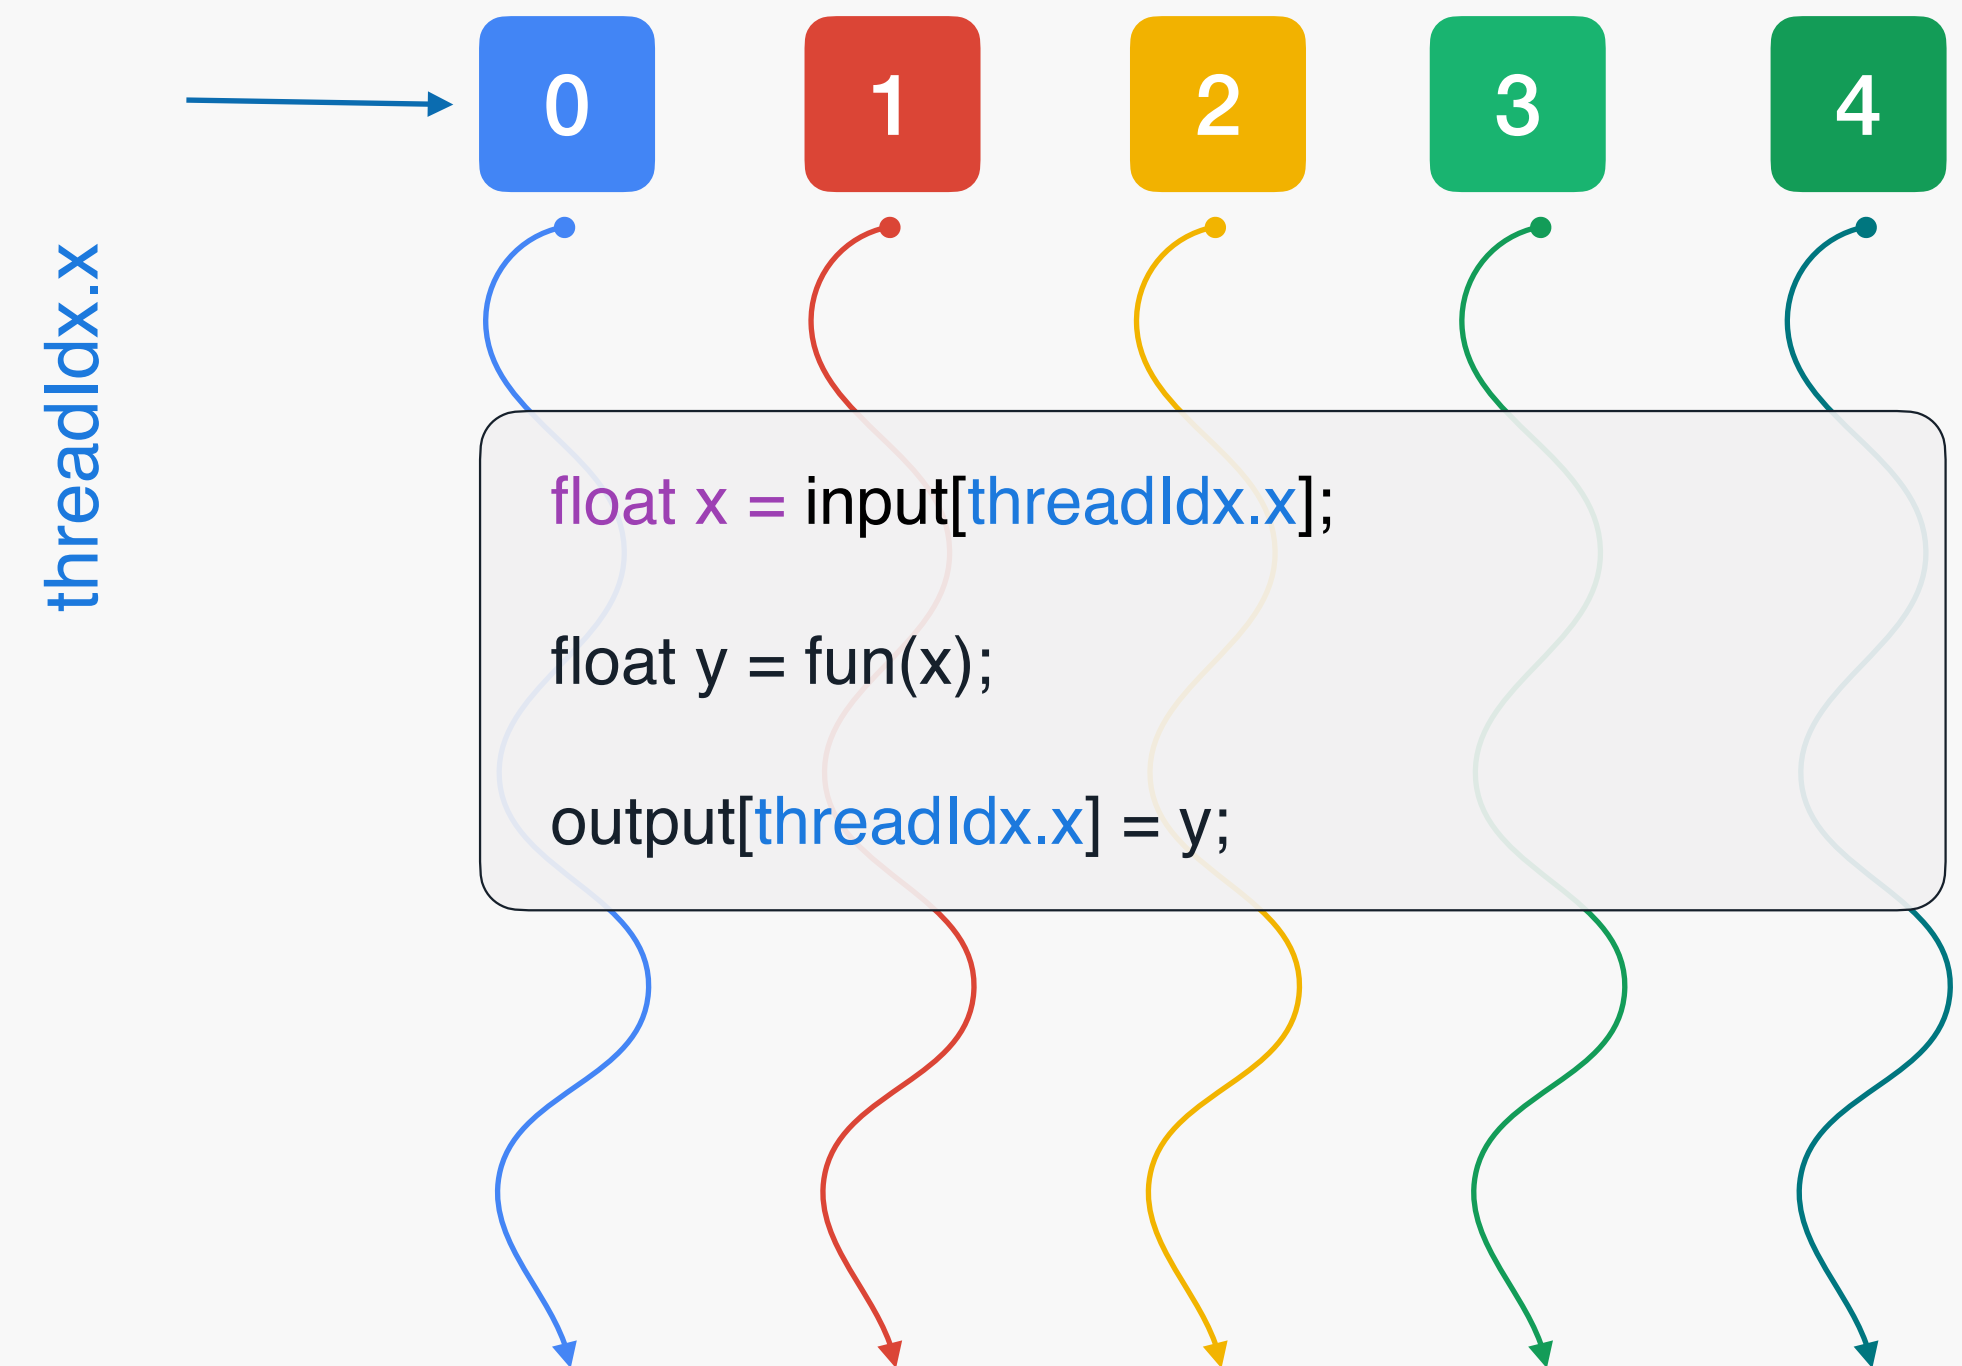 0 1 2 3 4
threadIdx.x
float x = input[threadIdx.x];
float y = fun(x);
output[threadIdx.x] = y;